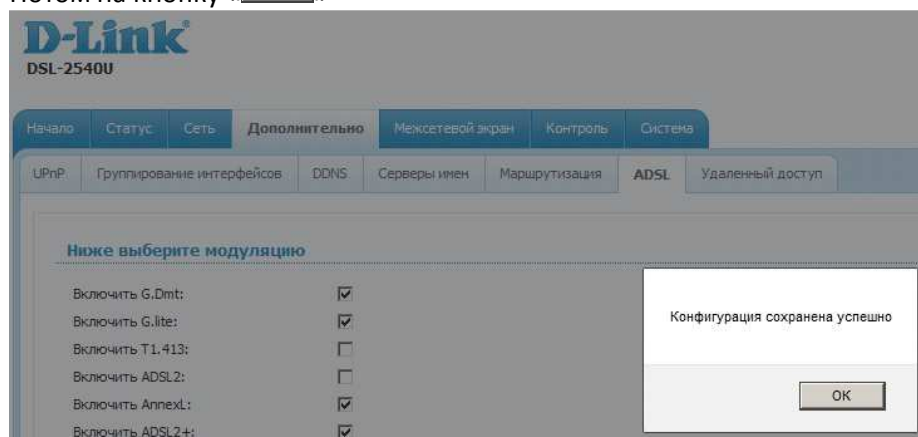 Потом на кнопку «
»
D-Link
DSL-2540U
Начало Статус Сеть Дополнительно Межсетевой экран Контроль Система
UPnP Группирование интерфейсов DDNS Серверы имен Маршрутизация ADSL Удаленный доступ
Ниже выберите модуляцию
Включить G.Dmt:
Включить G.lite:
Включить T1.413:
Включить ADSL2:
Включить AnnexL:
Включить ADSL2+:
Конфигурация сохранена успешно
OK